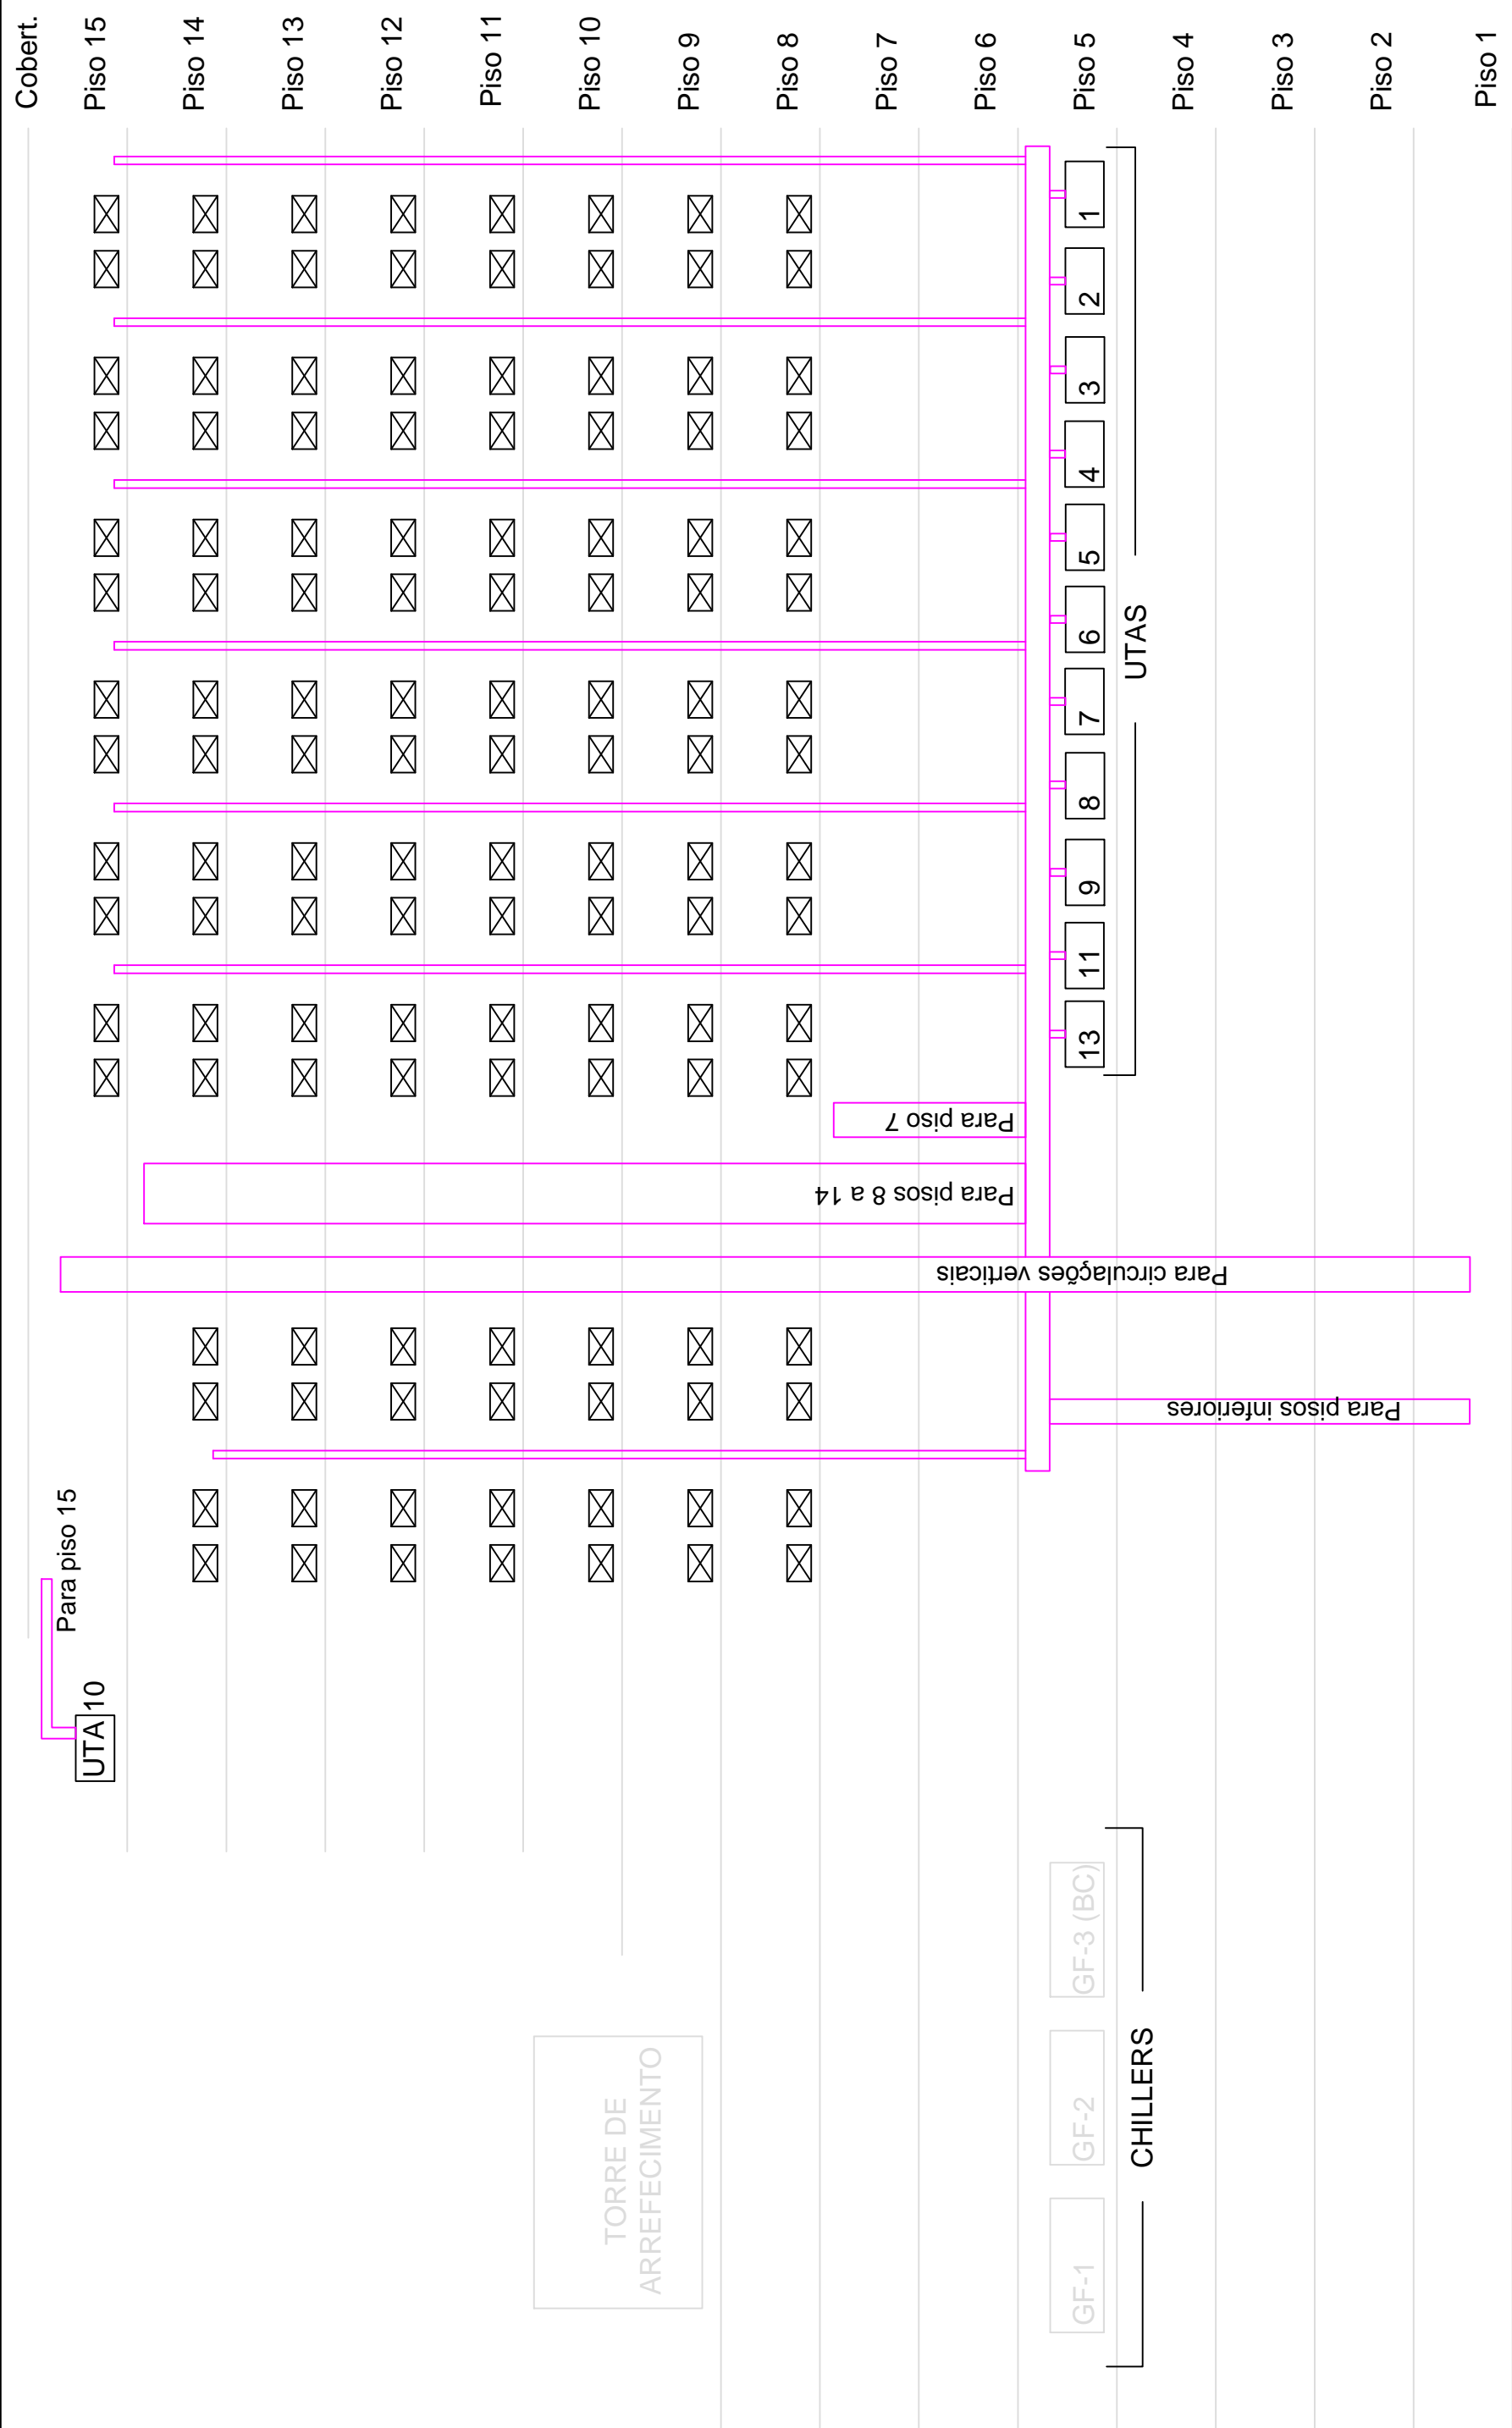 Cobert.
Piso 15
Piso 14
Piso 13
Piso 12
Piso 11
Piso 10
Piso 9
Piso 8
Piso 7
Piso 6
Piso 5
Piso 4
Piso 3
Piso 2
Piso 1
Para piso 15
UTA 10
Para piso 7
Para pisos 8 a 14
Para circulações verticais
Para pisos inferiores
TORRE DE
ARREFECIMENTO
GF-1
GF-2
GF-3 (BC)
CHILLERS
13
11
9
8
7
6
5
4
3
2
1
UTAS